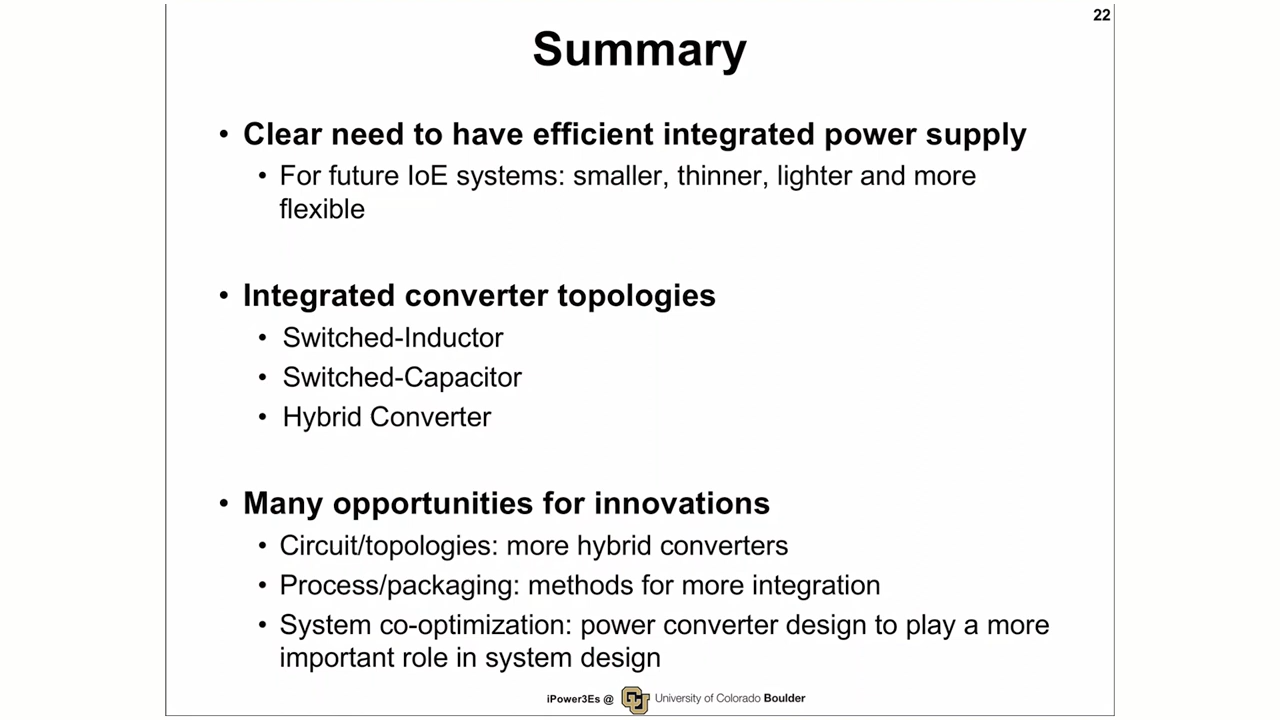 22
Summary
• Clear need to have efficient integrated power supply
• For future IoE systems: smaller, thinner, lighter and more
flexible
• Integrated converter topologies
• Switched-Inductor
• Switched-Capacitor
• Hybrid Converter
• Many opportunities for innovations
• Circuit/topologies: more hybrid converters
• Process/packaging: methods for more integration
• System co-optimization: power converter design to play a more
important role in system design
iPower3Es @ CU University of Colorado Boulder